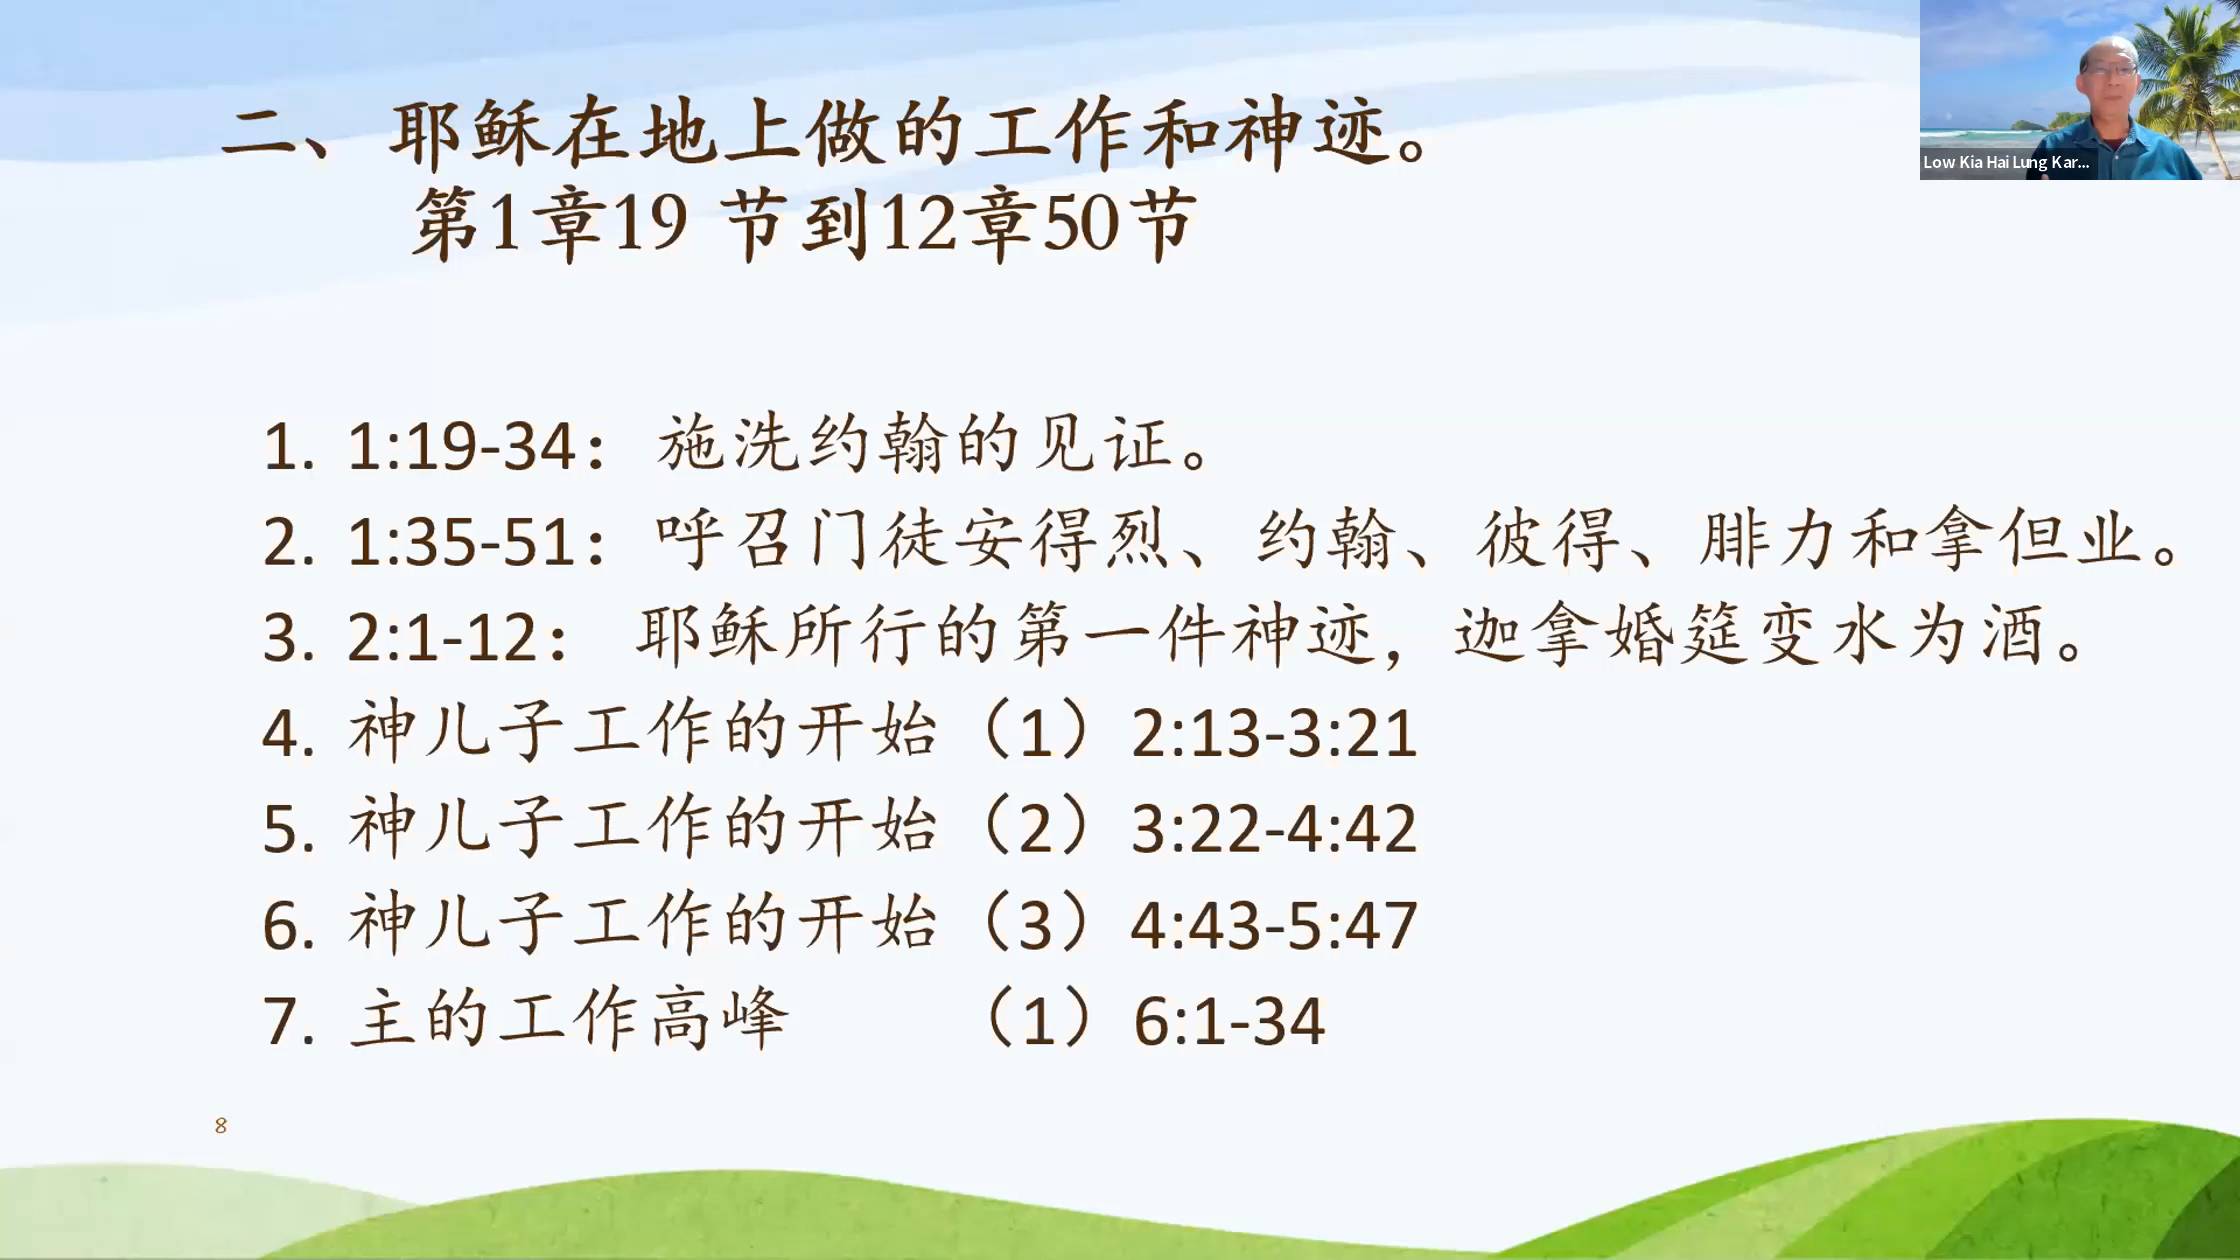 二、 耶稣在地上做的工作和神迹。
第1章19 节到12章50节
Low Kia Hai Lung Kar...
1. 1:19-34：施洗约翰的见证。
2. 1:35-51：呼召门徒安得烈、约翰、彼得、腓力和拿但业。
3. 2:1-12： 耶稣所行的第一件神迹，迦拿婚筵变水为酒。
4. 神儿子工作的开始（1）2:13-3:21
5. 神儿子工作的开始（2）3:22-4:42
6. 神儿子工作的开始（3）4:43-5:47
7. 主的工作高峰 （1）6:1-34
8